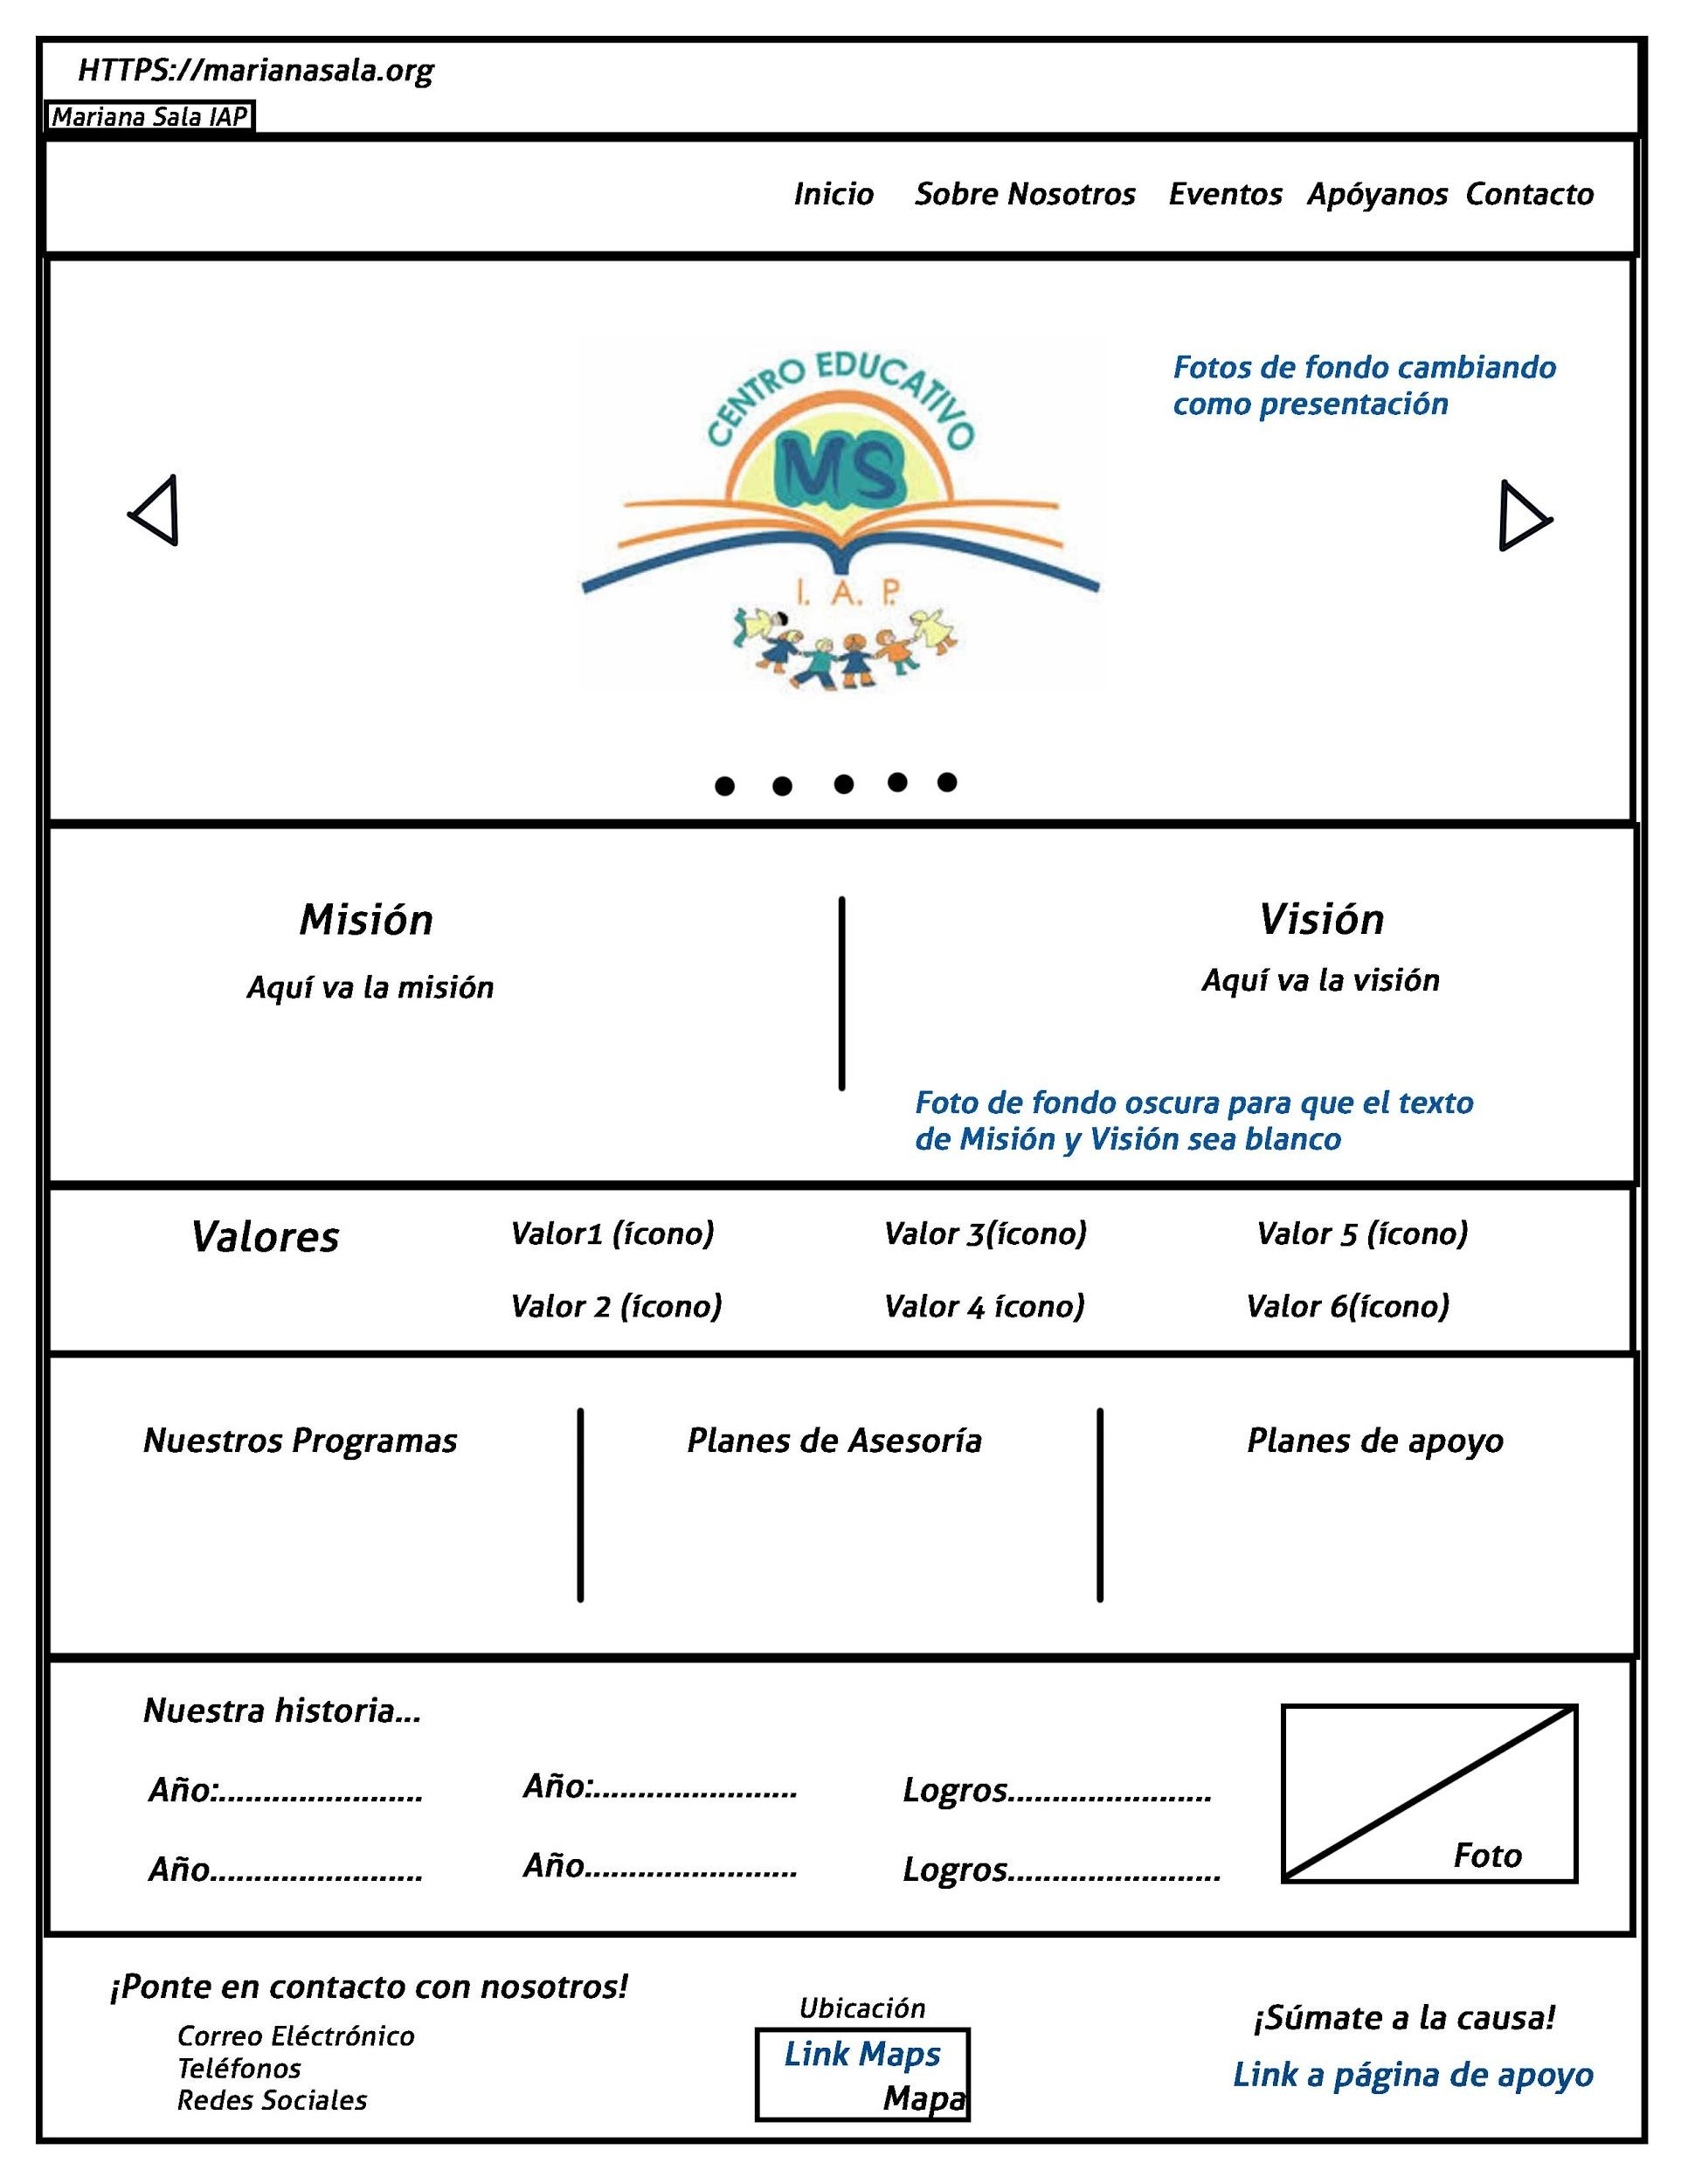 HTTPS://marianasala.org
Mariana Sala IAP
Inicio Sobre Nosotros Eventos Apóyanos Contacto
CENTRO EDUCATIVO
MS
I. A. P.
Fotos de fondo cambiando
como presentación
Misión
Aquí va la misión
Visión
Aquí va la visión
Foto de fondo oscura para que el texto
de Misión y Visión sea blanco
Valores
Valor1 (ícono) Valor 3(ícono) Valor 5 (ícono)
Valor 2 (ícono) Valor 4 ícono) Valor 6(ícono)
Nuestros Programas
Planes de Asesoría
Planes de apoyo
Nuestra historia...
Año:....................... Año:....................... Logros.......................
Año........................ Año........................ Logros........................
Foto
¡Ponte en contacto con nosotros!
Correo Eléctrónico
Teléfonos
Redes Sociales
Ubicación
Link Maps
Mapa
¡Súmate a la causa!
Link a página de apoyo